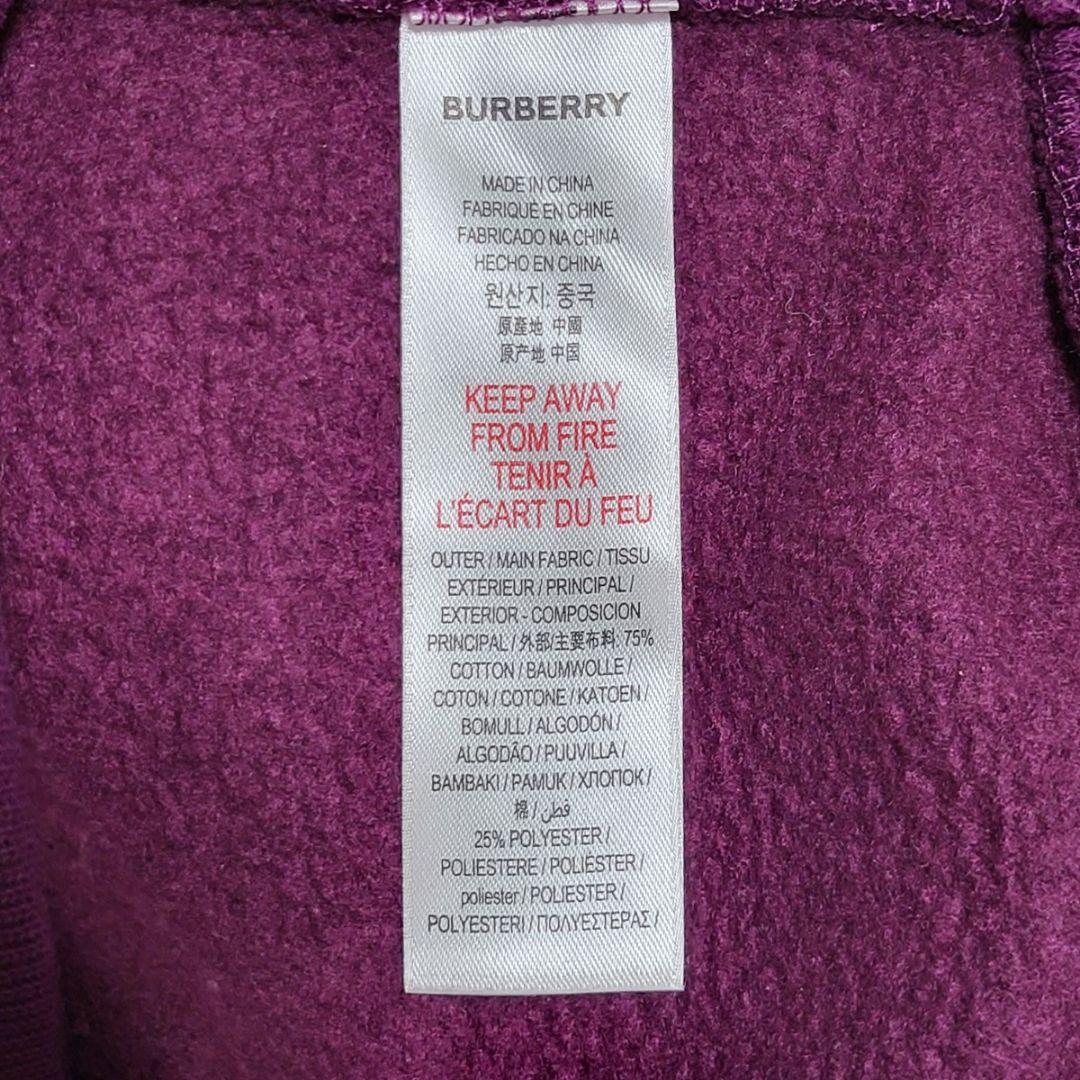 BURBERRY
MADE IN CHINA
FABRIQUÉ EN CHINE
FABRICADO NA CHINA
HECHO EN CHINA
원산지: 중국
原產地 中國
原产地 中国
KEEP AWAY
FROM FIRE
TENIR À
L'ÉCART DU FEU
OUTER / MAIN FABRIC / TISSU
EXTÉRIEUR / PRINCIPAL /
EXTERIOR - COMPOSICION
PRINCIPAL / 外部/主要布料: 75%
COTTON / BAUMWOLLE /
COTON / COTONE / KATOEN /
BOMULL / ALGODÓN /
ALGODÃO / PUUVILLA /
BAMBAKI / PAMUK / ХЛОПОК /
棉 / قطن /
25% POLYESTER /
POLIESTERE / POLIESTER /
poliester / POLIESTER /
POLYESTERI / ΠΟΛΥΕΣΤΕΡΑΣ /